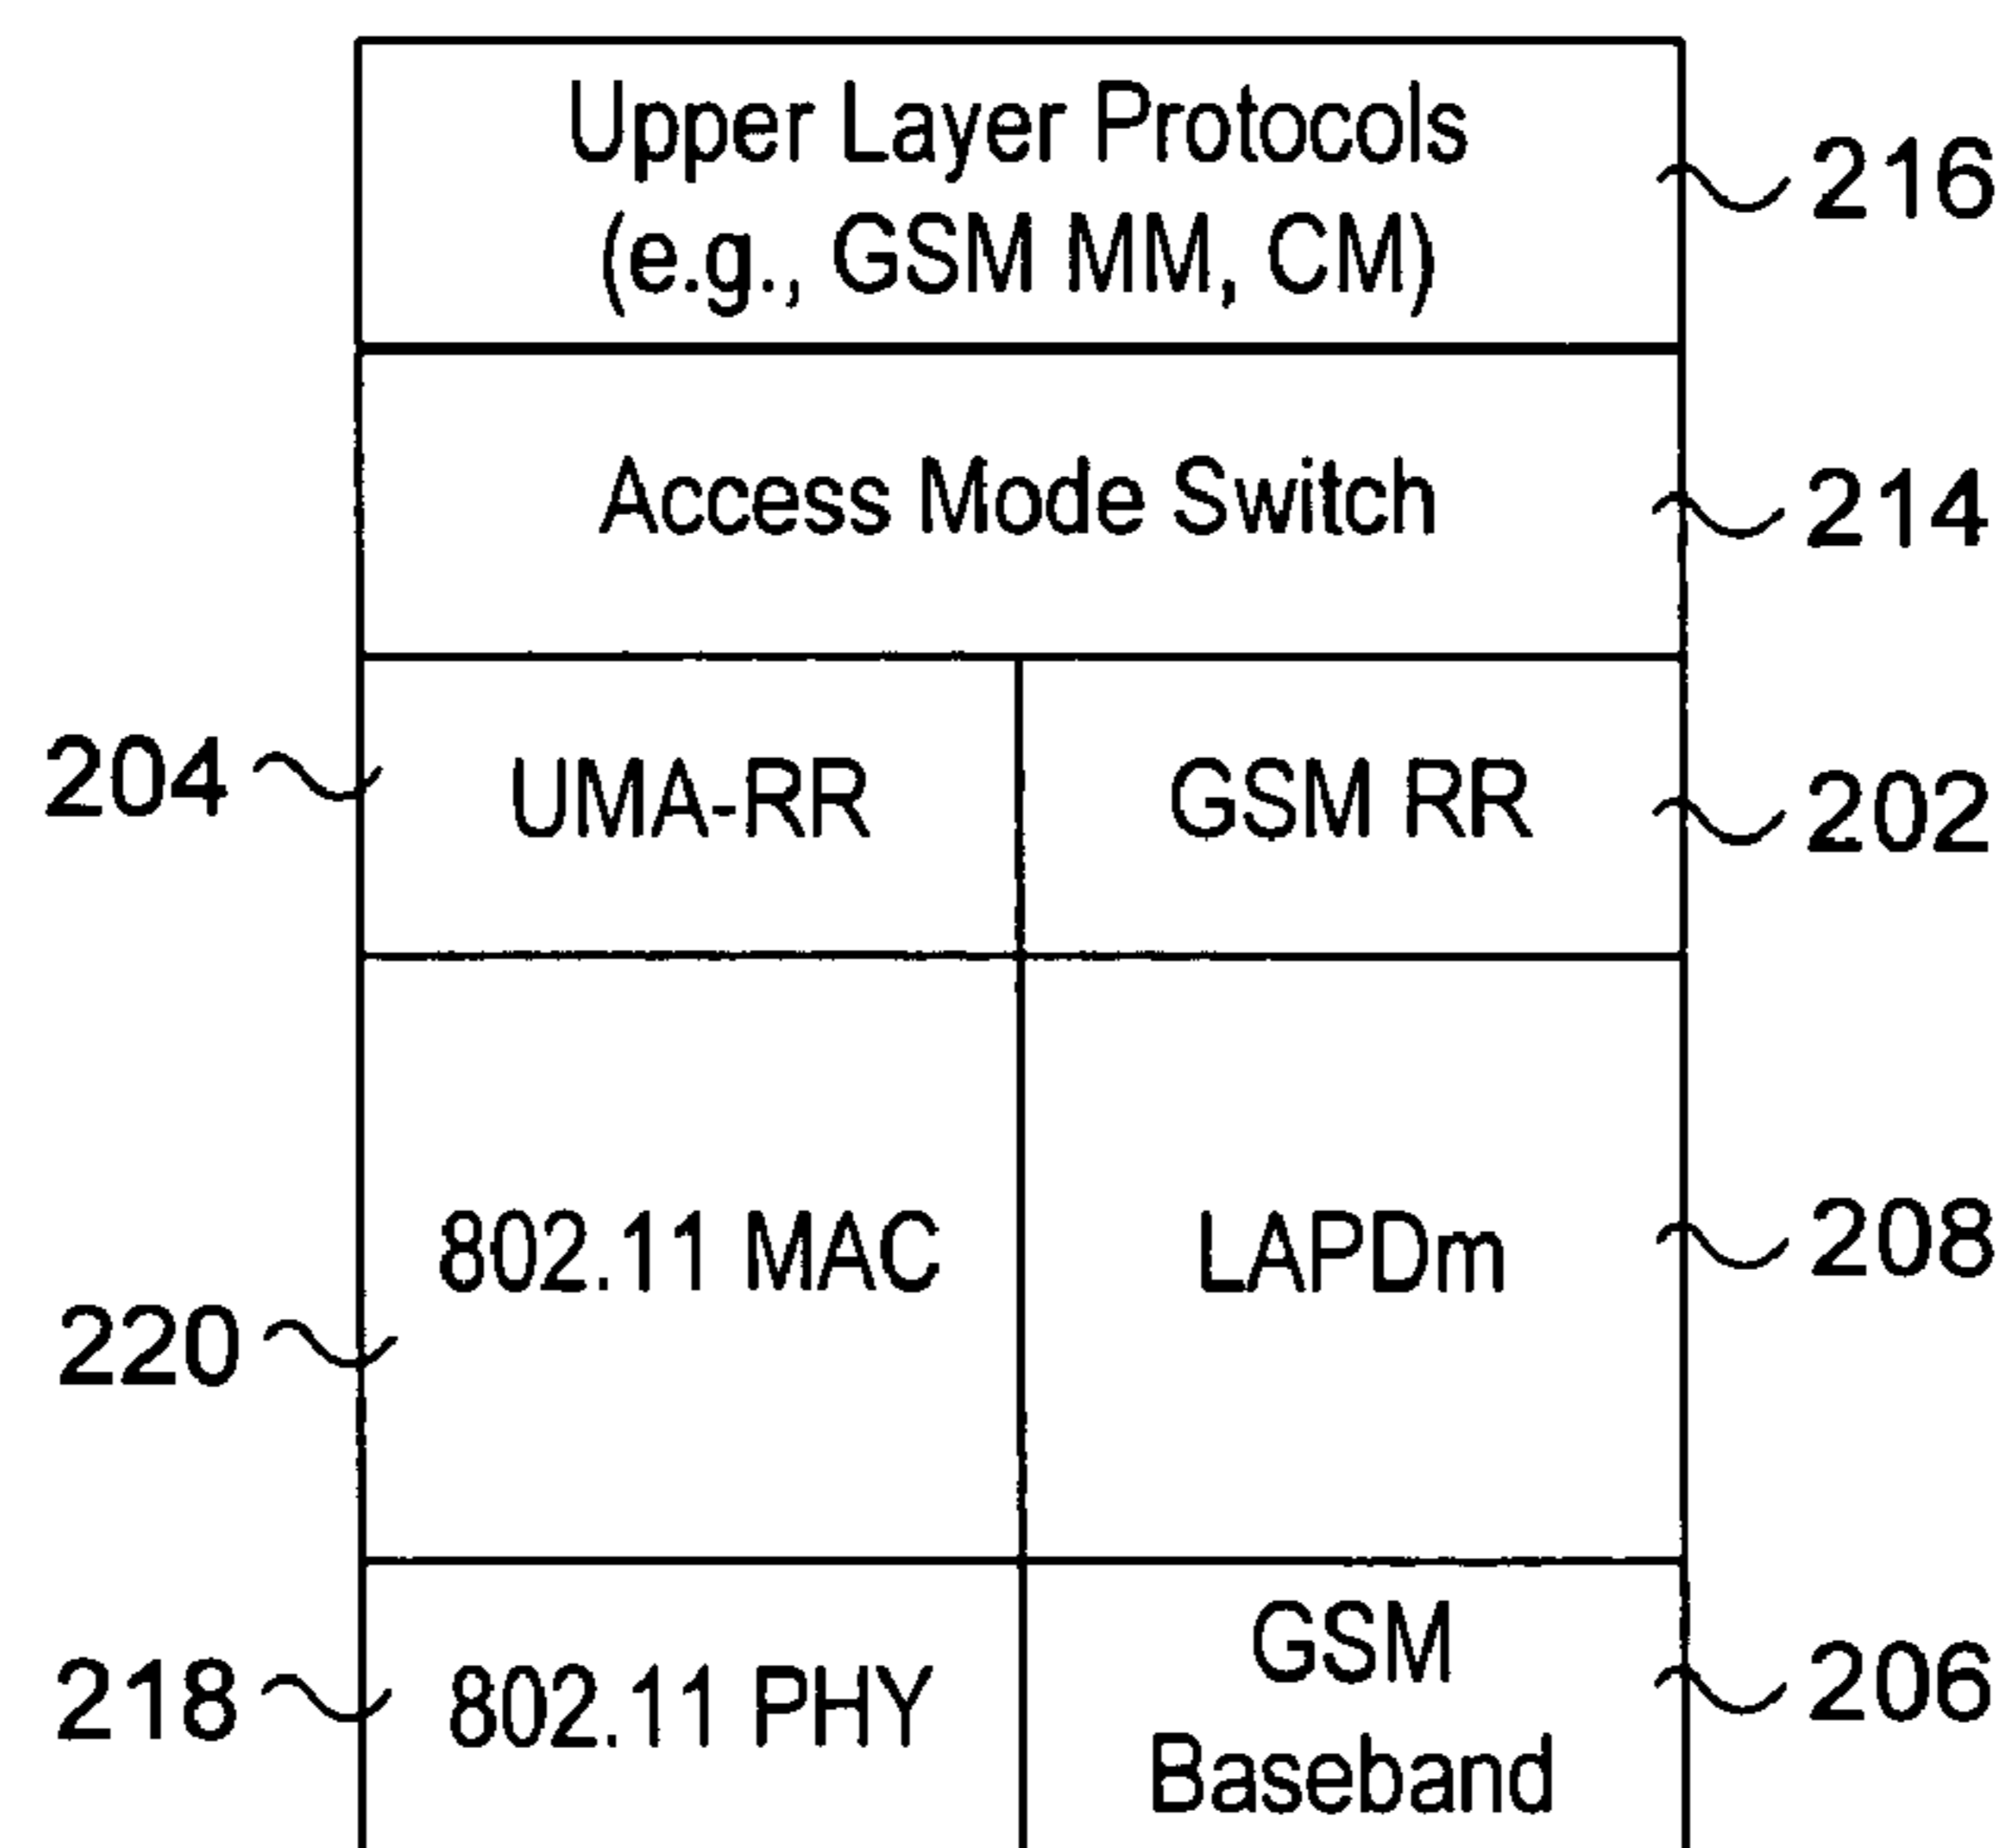 Upper Layer Protocols
(e.g., GSM MM, CM)
216
Access Mode Switch
214
204
UMA-RR
GSM RR
202
802.11 MAC
LAPDm
208
220
218
802.11 PHY
GSM
Baseband
206